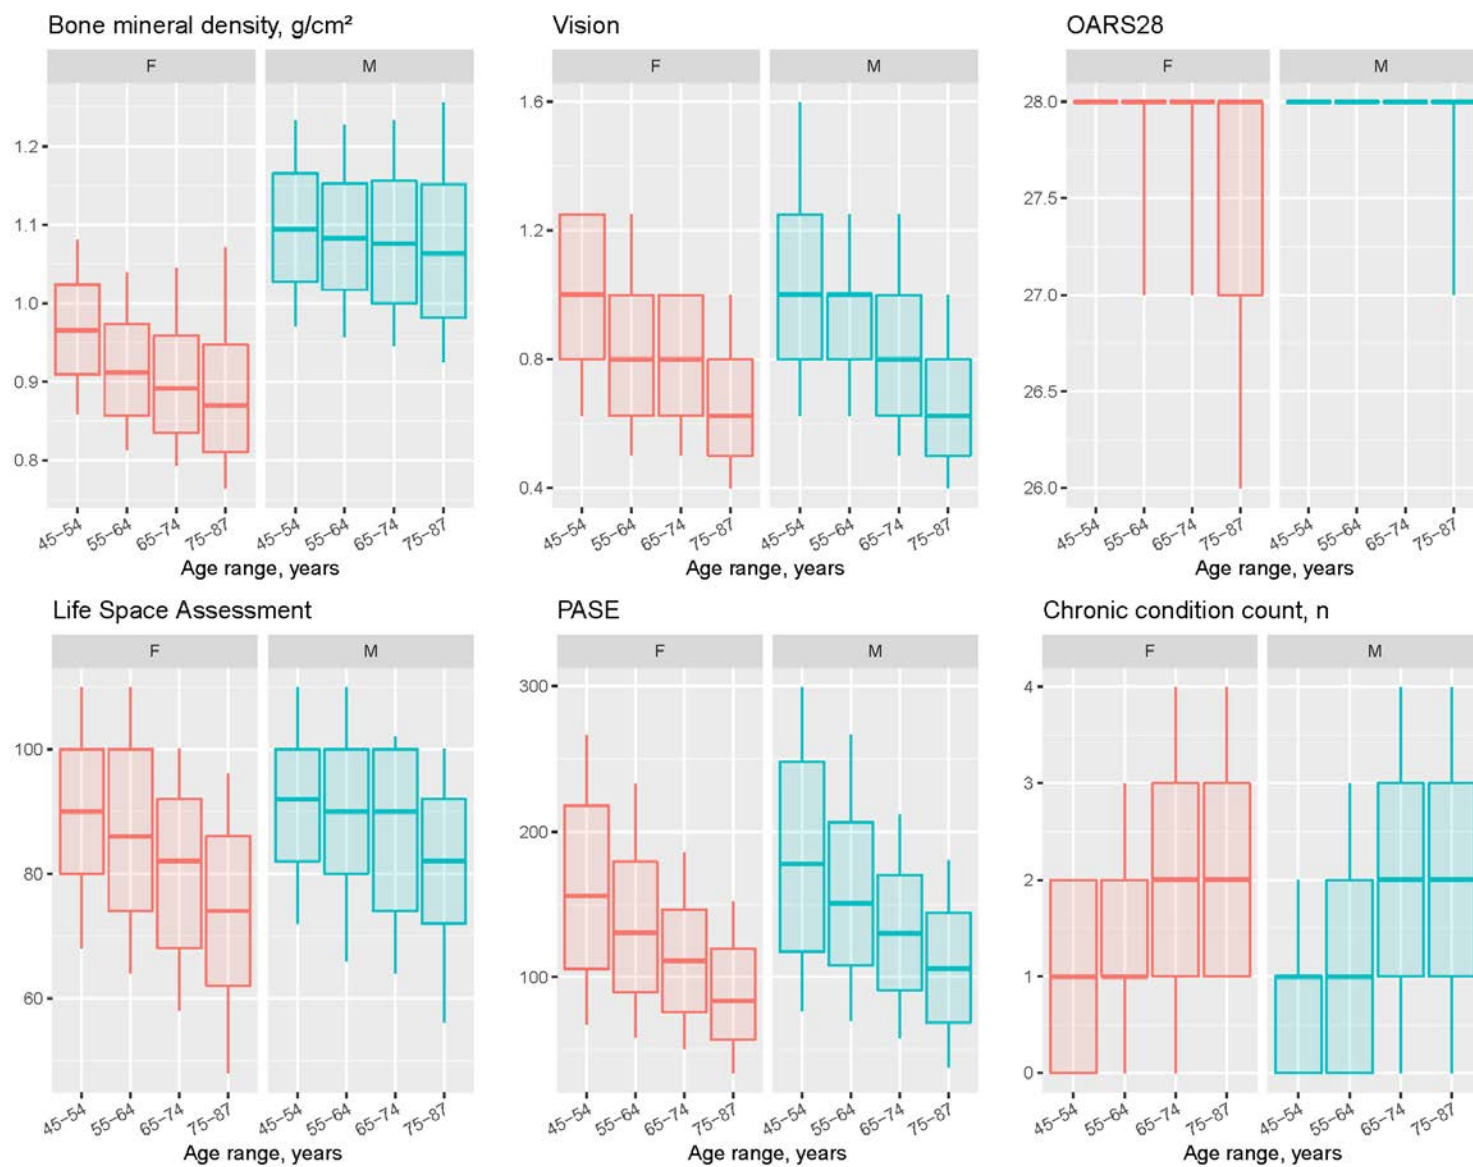 Bone mineral density, g/cm²
F M
1.2
1.1
1.0
0.9
0.8
45–54 55–64 65–74 75–87 45–54 55–64 65–74 75–87
Age range, years
Vision
F M
1.6
1.2
0.8
0.4
45–54 55–64 65–74 75–87 45–54 55–64 65–74 75–87
Age range, years
OARS28
F M
28.0
27.5
27.0
26.5
26.0
45–54 55–64 65–74 75–87 45–54 55–64 65–74 75–87
Age range, years
Life Space Assessment
F M
100
80
60
45–54 55–64 65–74 75–87 45–54 55–64 65–74 75–87
Age range, years
PASE
F M
300
200
100
45–54 55–64 65–74 75–87 45–54 55–64 65–74 75–87
Age range, years
Chronic condition count, n
F M
4
3
2
1
0
45–54 55–64 65–74 75–87 45–54 55–64 65–74 75–87
Age range, years